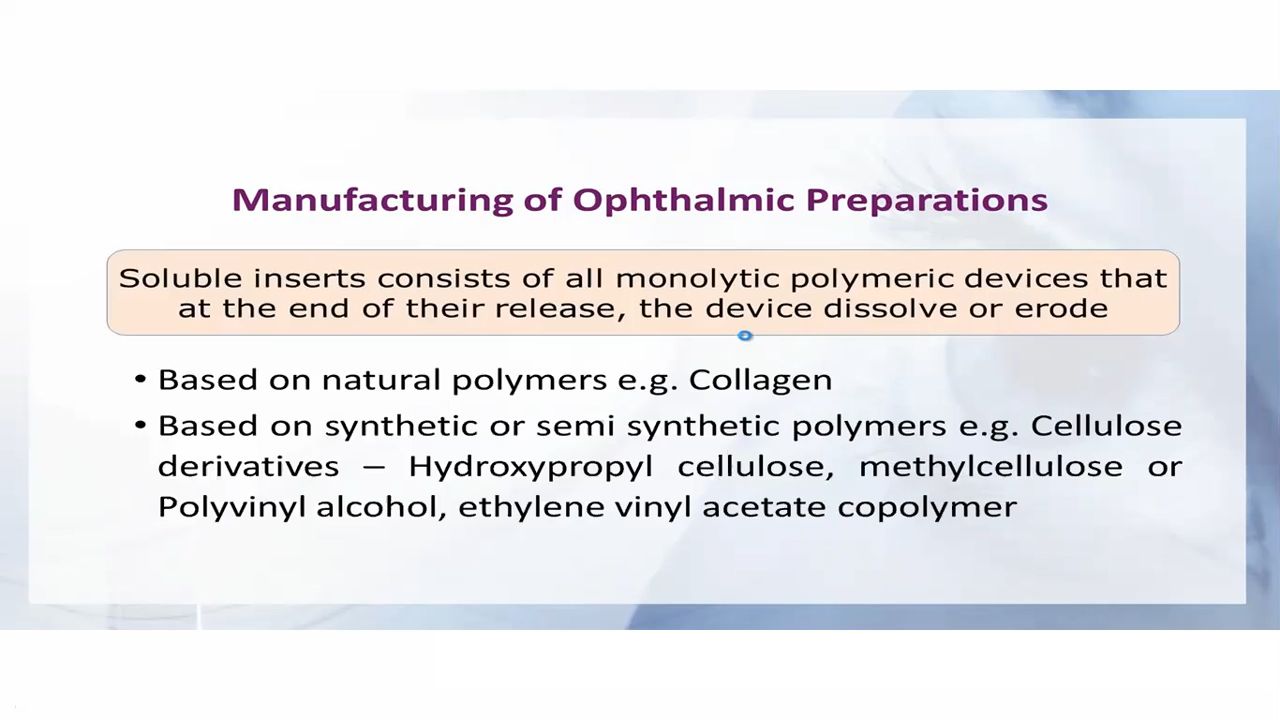 Manufacturing of Ophthalmic Preparations
Soluble inserts consists of all monolytic polymeric devices that
at the end of their release, the device dissolve or erode
• Based on natural polymers e.g. Collagen
• Based on synthetic or semi synthetic polymers e.g. Cellulose
derivatives – Hydroxypropyl cellulose, methylcellulose or
Polyvinyl alcohol, ethylene vinyl acetate copolymer